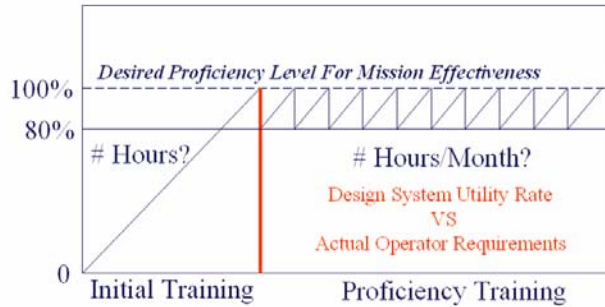 Desired Proficiency Level For Mission Effectiveness
100%
80%
# Hours?
# Hours/Month?
Design System Utility Rate
VS
Actual Operator Requirements
0
Initial Training
Proficiency Training